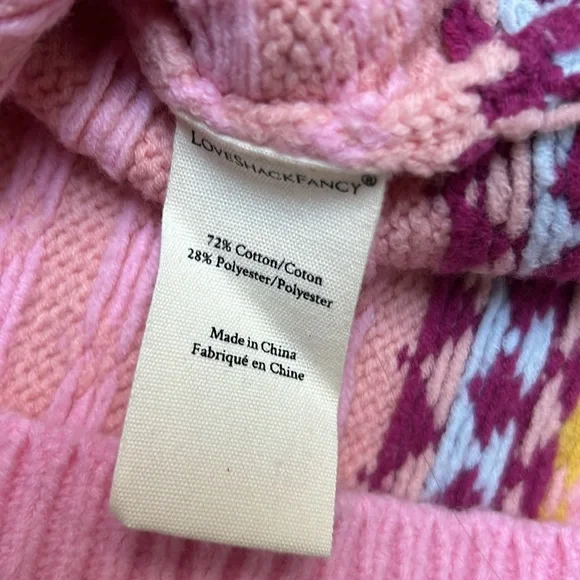 LOVESHACKFANCY®
72% Cotton/Coton
28% Polyester/Polyester
Made in China
Fabriqué en Chine